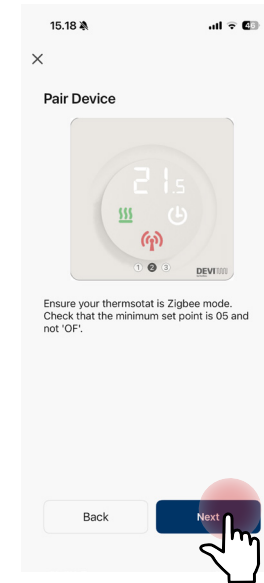 15.18
46
Pair Device
21.5
1 2 3
DEVI
Ensure your thermsotat is Zigbee mode.
Check that the minimum set point is 05 and
not 'OF'.
Back
Next